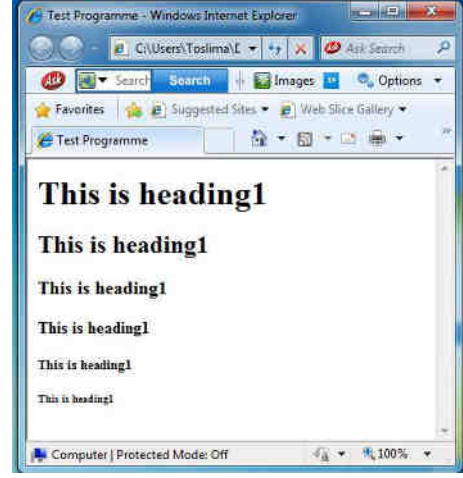 Test Programme - Windows Internet Explorer
C:\Users\Toslima\E Ask Search
Ask Search Search Images Options
Favorites Suggested Sites Web Slice Gallery
Test Programme
This is heading1
This is heading1
This is heading1
This is heading1
This is heading1
This is heading1
Computer | Protected Mode: Off 100%